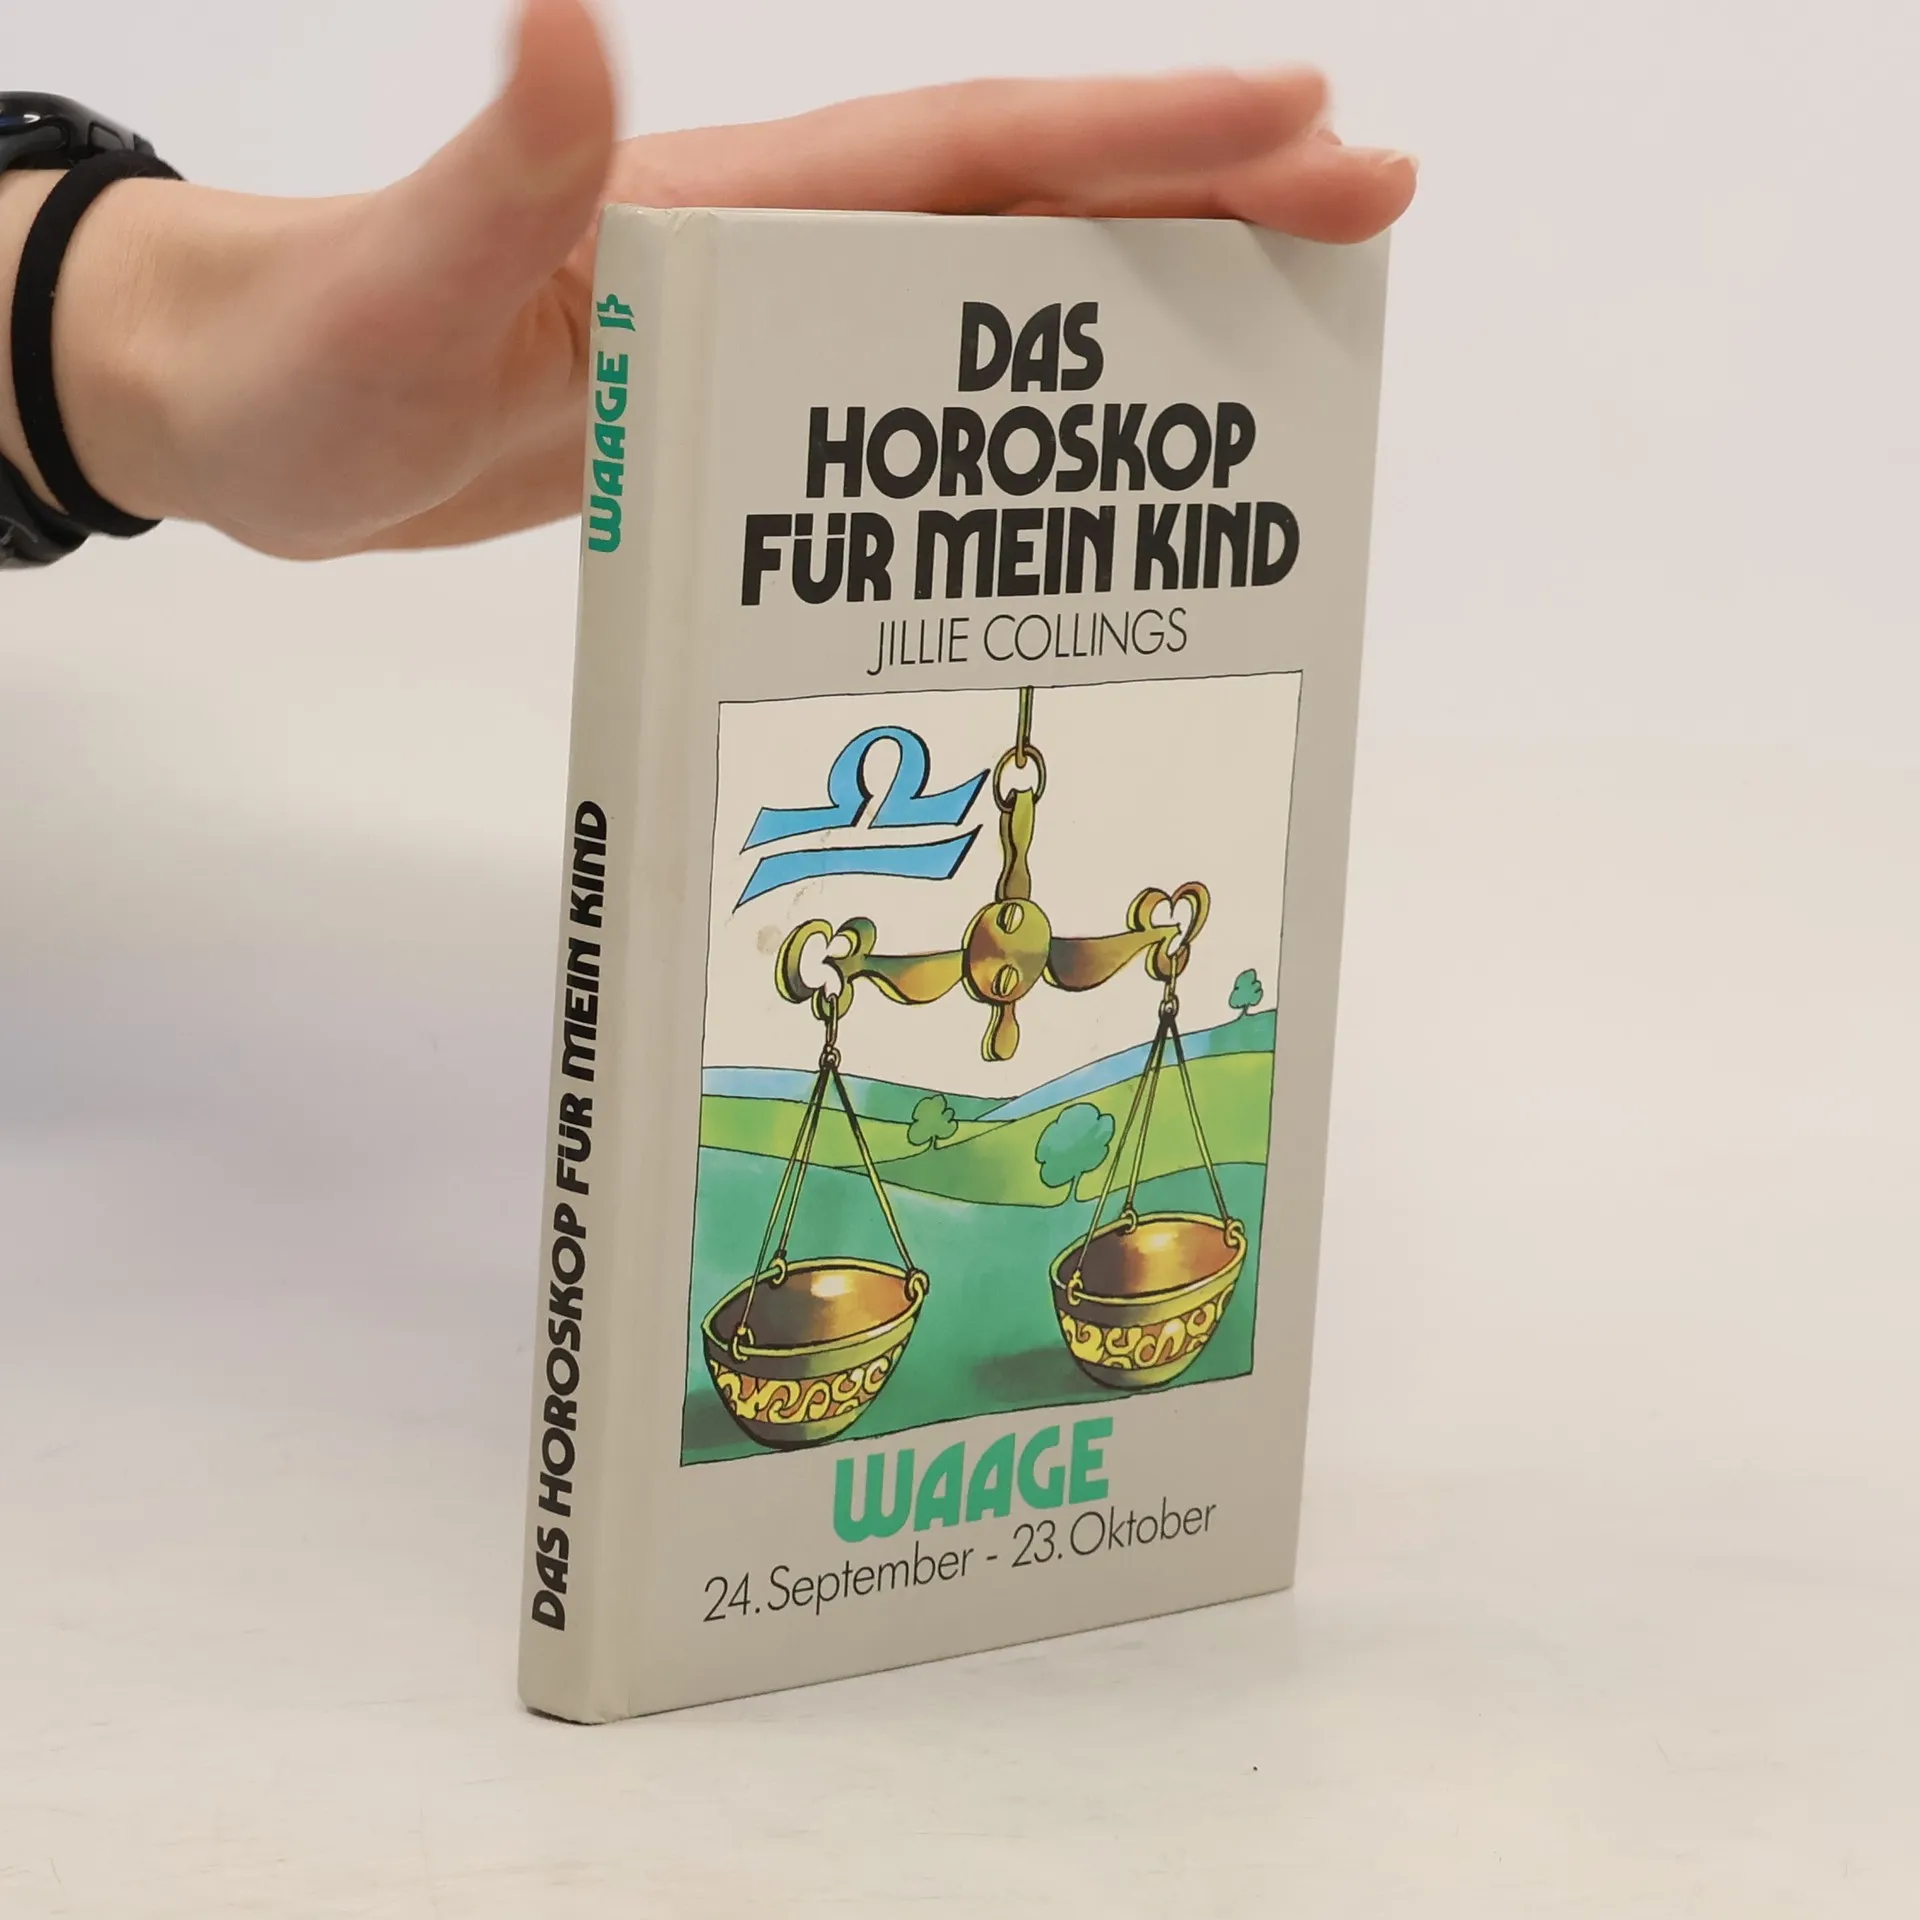 DAS
HOROSKOP
FÜR MEIN KIND
JILLIE COLLINGS
WAAGE
24. September - 23. Oktober
DAS HOROSKOP FÜR MEIN KIND WAAGE